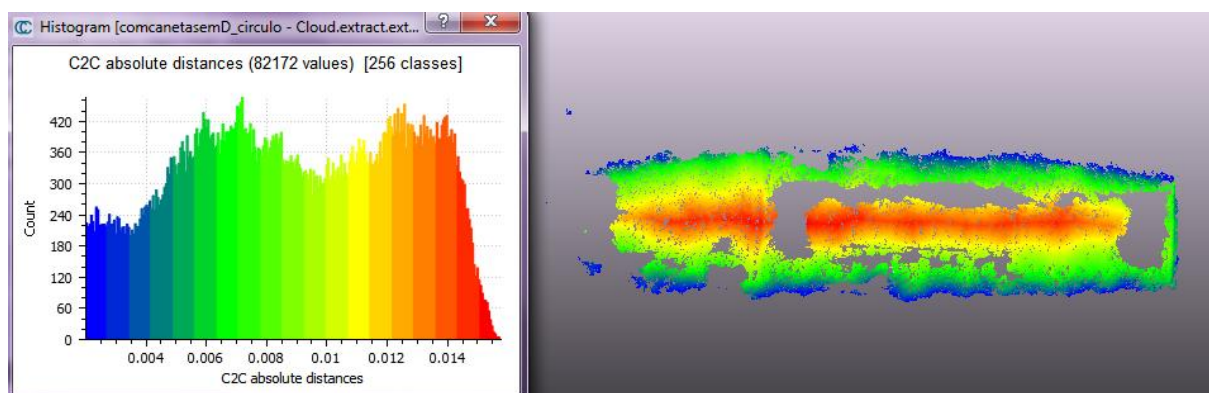 Histogram [comcanetasemD_circulo - Cloud.extract.ext...
C2C absolute distances (82172 values) [256 classes]
Count
420
360
300
240
180
120
60
0
0.004 0.006 0.008 0.01 0.012 0.014
C2C absolute distances